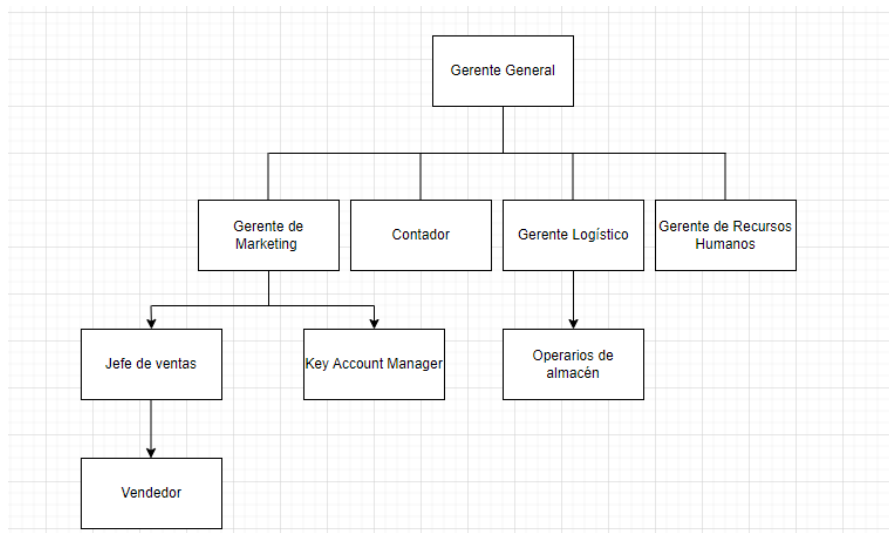 Gerente General
Gerente de
Marketing
Contador
Gerente Logístico
Gerente de Recursos
Humanos
Jefe de ventas
Key Account Manager
Operarios de
almacén
Vendedor